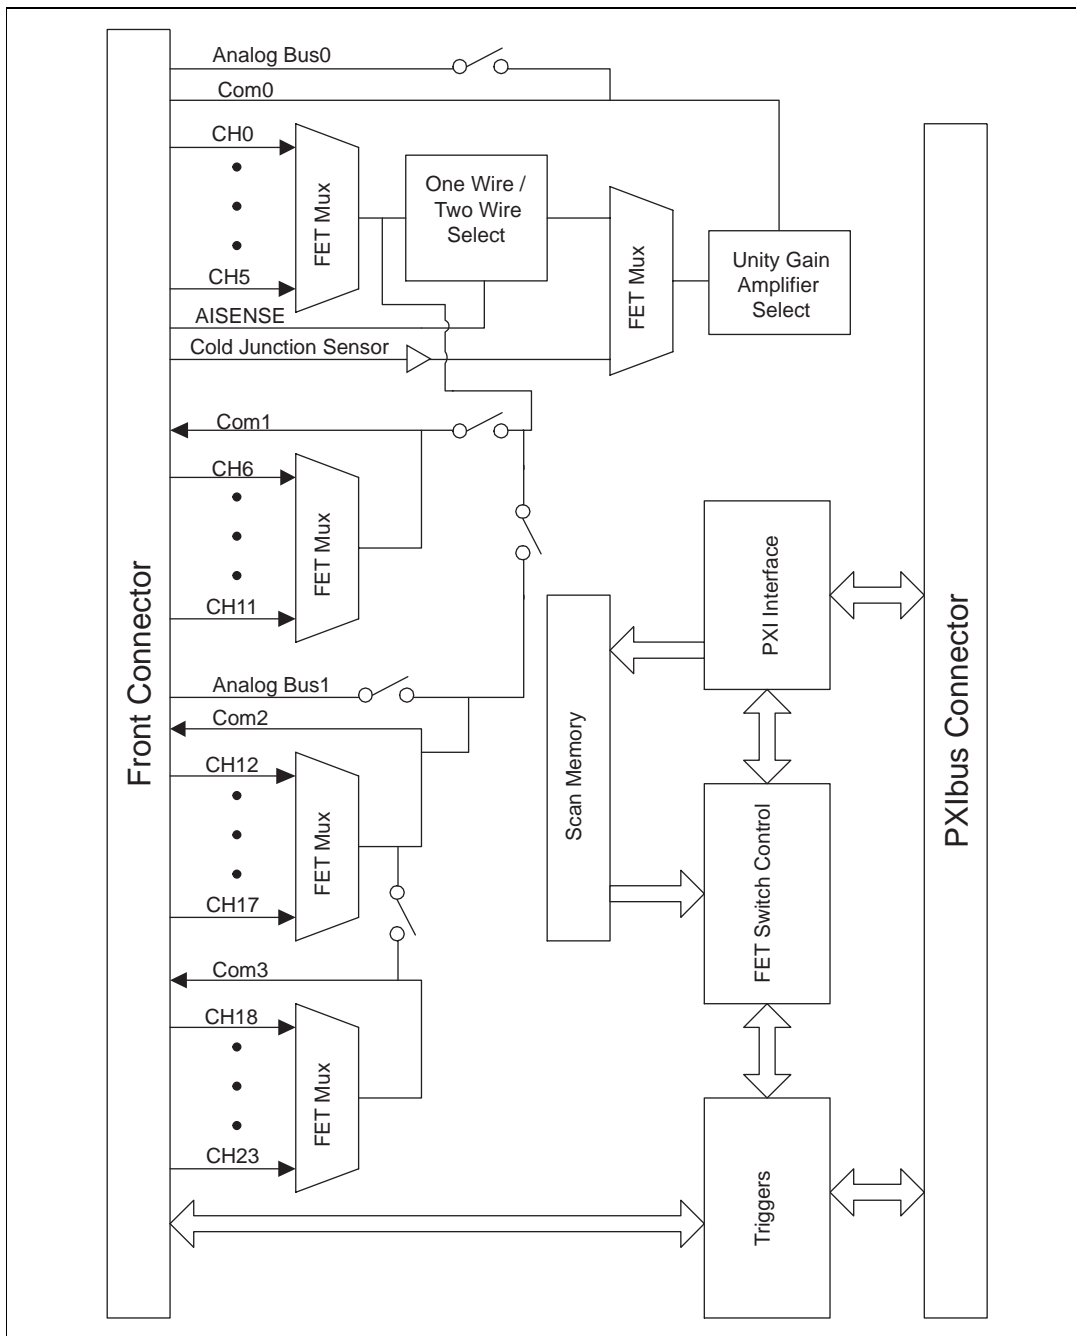 Analog Bus0
Com0
CH0
FET Mux
CH5
One Wire /
Two Wire
Select
FET Mux
Unity Gain
Amplifier
Select
AISENSE
Cold Junction Sensor
Com1
CH6
FET Mux
CH11
Analog Bus1
Com2
CH12
FET Mux
CH17
Com3
CH18
FET Mux
CH23
Front Connector
Scan Memory
PXI Interface
FET Switch Control
Triggers
PXIbus Connector